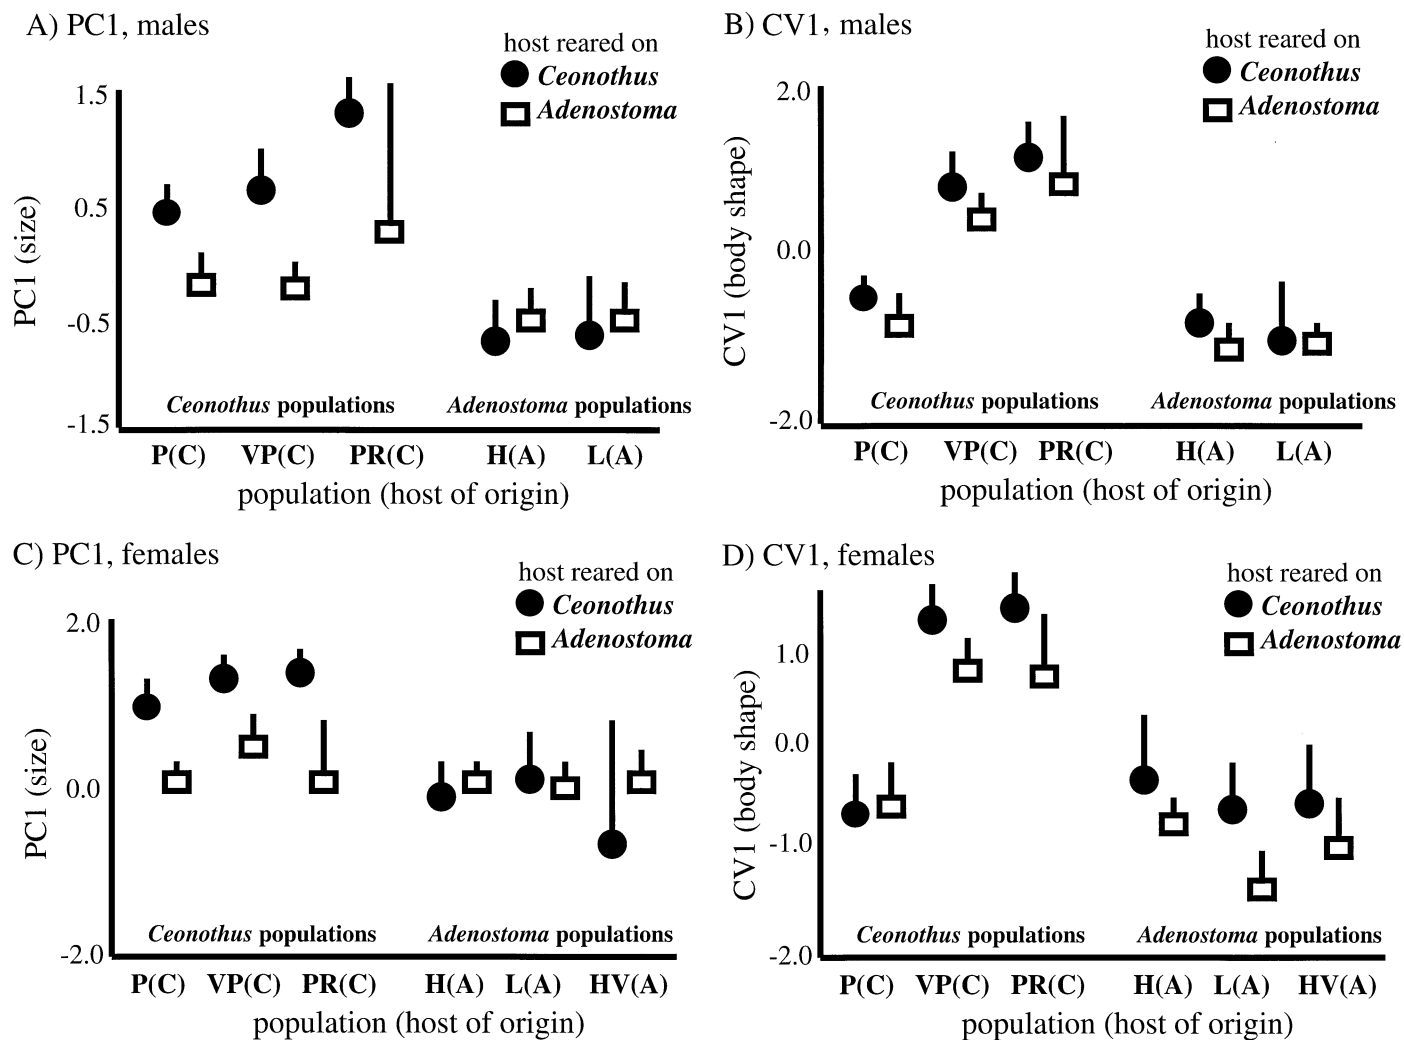 A) PC1, males
host reared on
Ceonothus
Adenostoma
1.5
0.5
-0.5
-1.5
PC1 (size)
Ceonothus populations
Adenostoma populations
P(C) VP(C) PR(C) H(A) L(A)
population (host of origin)
B) CV1, males
host reared on
Ceonothus
Adenostoma
2.0
0.0
-2.0
CV1 (body shape)
Ceonothus populations
Adenostoma populations
P(C) VP(C) PR(C) H(A) L(A)
population (host of origin)
C) PC1, females
host reared on
Ceonothus
Adenostoma
2.0
0.0
-2.0
PC1 (size)
Ceonothus populations
Adenostoma populations
P(C) VP(C) PR(C) H(A) L(A) HV(A)
population (host of origin)
D) CV1, females
host reared on
Ceonothus
Adenostoma
1.0
0.0
-1.0
-2.0
CV1 (body shape)
Ceonothus populations
Adenostoma populations
P(C) VP(C) PR(C) H(A) L(A) HV(A)
population (host of origin)